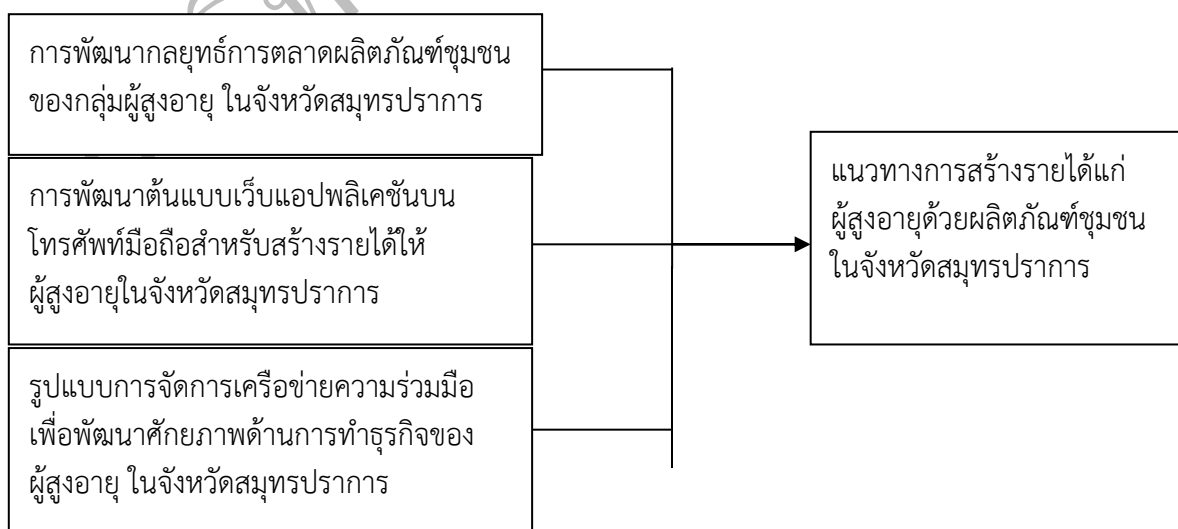 การพัฒนากลยุทธ์การตลาดผลิตภัณฑ์ชุมชน
ของกลุ่มผู้สูงอายุ ในจังหวัดสมุทรปราการ
การพัฒนาต้นแบบเว็บแอปพลิเคชันบน
โทรศัพท์มือถือสำหรับสร้างรายได้ให้
ผู้สูงอายุในจังหวัดสมุทรปราการ
รูปแบบการจัดการเครือข่ายความร่วมมือ
เพื่อพัฒนาศักยภาพด้านการทำธุรกิจของ
ผู้สูงอายุ ในจังหวัดสมุทรปราการ
แนวทางการสร้างรายได้แก่
ผู้สูงอายุด้วยผลิตภัณฑ์ชุมชน
ในจังหวัดสมุทรปราการ